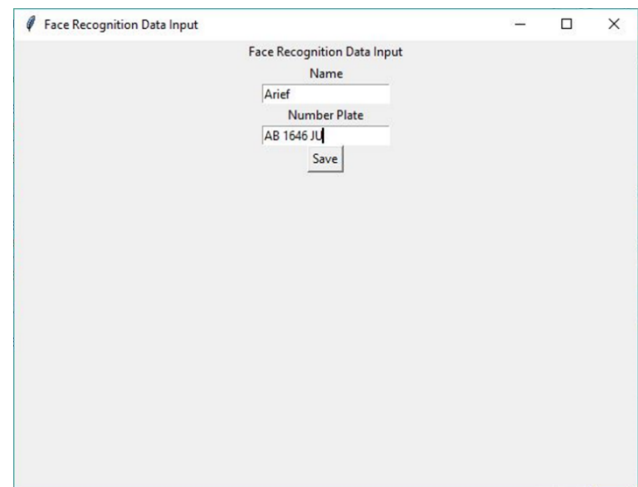 Face Recognition Data Input
Face Recognition Data Input
Name
Arief
Number Plate
AB 1646 JU
Save